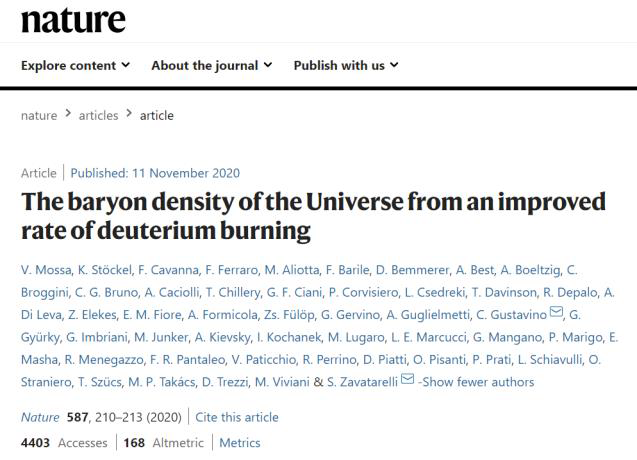 nature
Explore content About the journal Publish with us
nature > articles > article
Article | Published: 11 November 2020
The baryon density of the Universe from an improved
rate of deuterium burning
V. Mossa, K. Stöckel, F. Cavanna, F. Ferraro, M. Aliotta, F. Barile, D. Bemmerer, A. Best, A. Boeltzig, C.
Broggini, C. G. Bruno, A. Caciolli, T. Chillery, G. F. Ciani, P. Corvisiero, L. Csedreki, T. Davinson, R. Depalo, A.
Di Leva, Z. Elekes, E. M. Fiore, A. Formicola, Zs. Fülöp, G. Gervino, A. Guglielmetti, C. Gustavino, G.
Gyürky, G. Imbriani, M. Junker, A. Kievsky, I. Kochanek, M. Lugaro, L. E. Marcucci, G. Mangano, P. Marigo, E.
Masha, R. Menegazzo, F. R. Pantaleo, V. Paticchio, R. Perrino, D. Piatti, O. Pisanti, P. Prati, L. Schiavulli, O.
Straniero, T. Szücs, M. P. Takács, D. Trezzi, M. Viviani & S. Zavatarelli -Show fewer authors
Nature 587, 210–213 (2020) | Cite this article
4403 Accesses | 168 Altmetric | Metrics